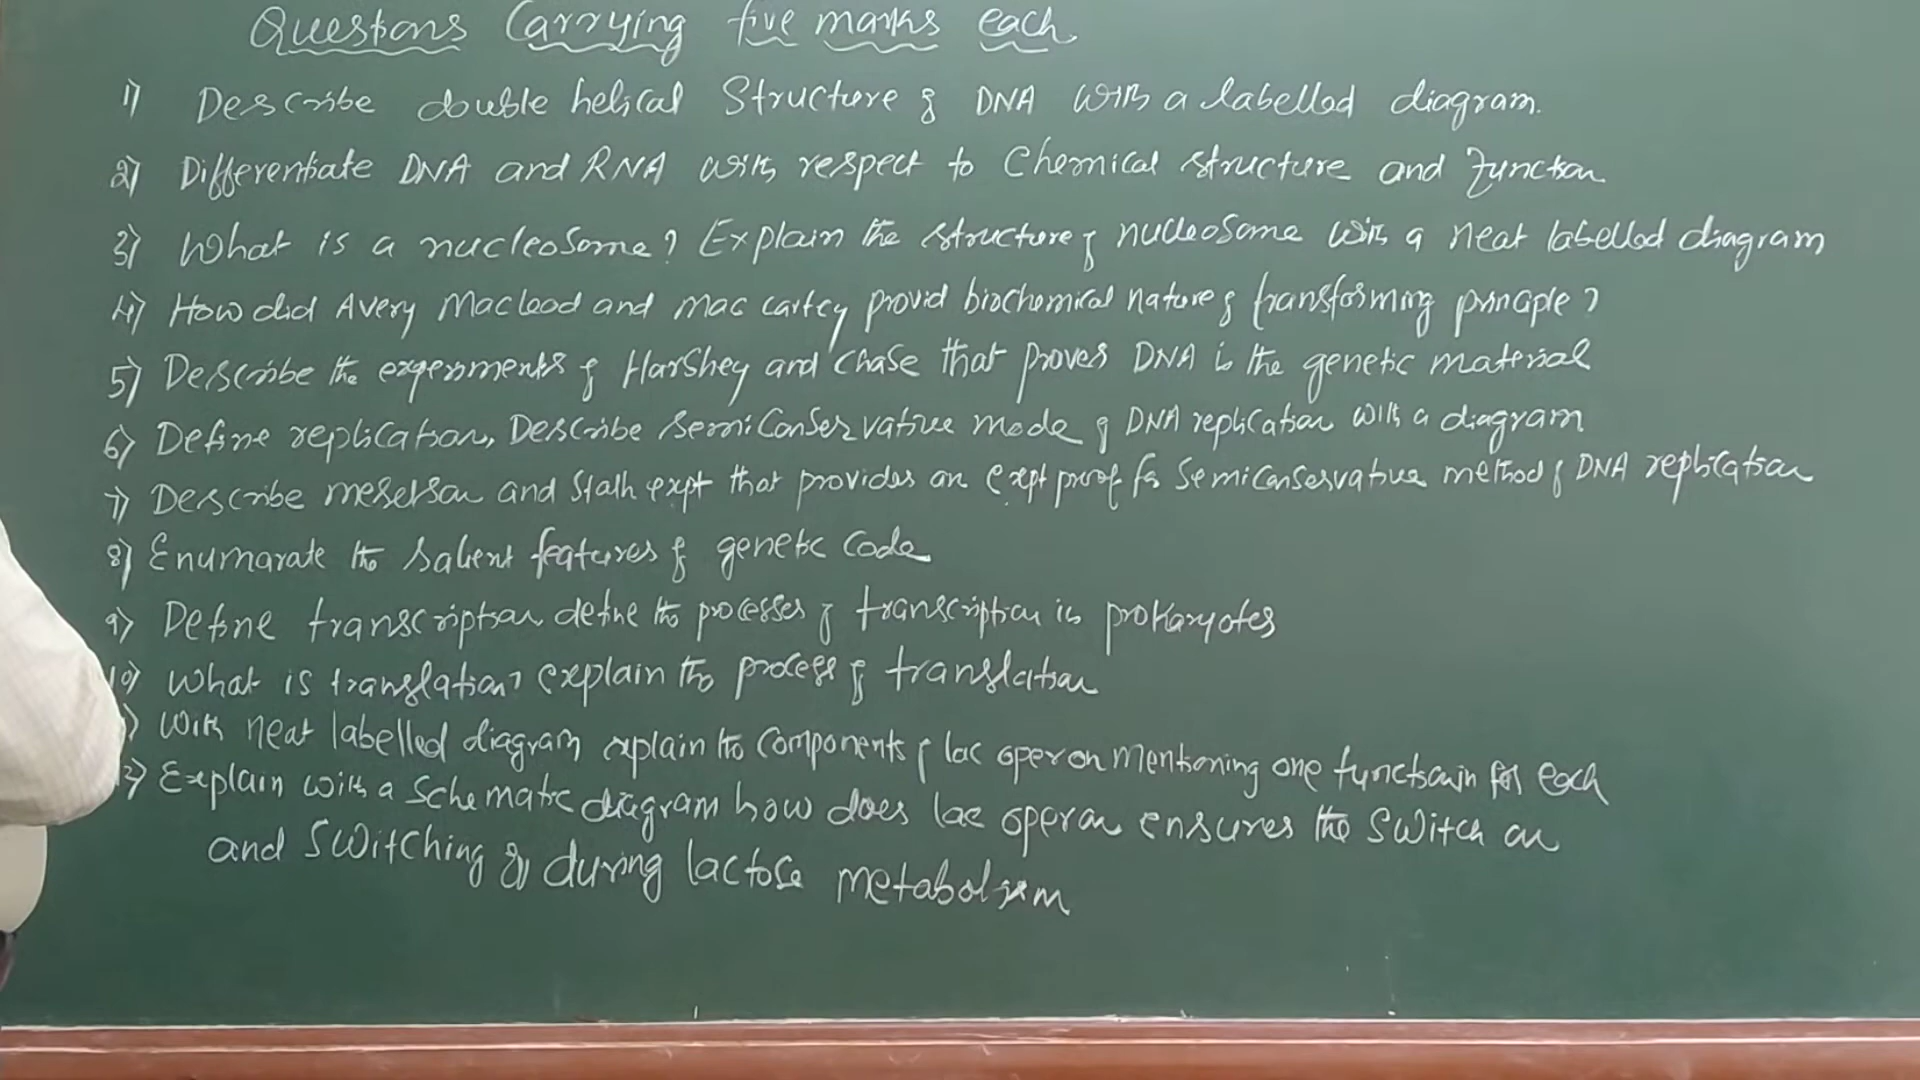 Questions Carrying five marks each
1) Describe double helical Structure of DNA with a labelled diagram.
2) Differentiate DNA and RNA with respect to Chemical structure and function
3) What is a nucleosome? Explain the structure of nucleosome with a neat labelled diagram
4) How did Avery Macleod and Mac cartey provid biochemical nature of transforming principle?
5) Describe the experiments of Harshey and Chase that proves DNA is the genetic material
6) Define replication, Describe semiConservative mode of DNA replication with a diagram
7) Describe meselson and Stalh expt that provides an expt proof for Semiconservative method of DNA replication
8) Enumarate the salient features of genetic Code
9) Define transcription define the processes of transcription in prokaryotes
10) What is translation? explain the process of translation
) With neat labelled diagram explain the components of lac operon mentioning one function for each
12) Explain with a Schematic diagram how does lac operon ensures the Switch on
and Switching off during lactose metabolism